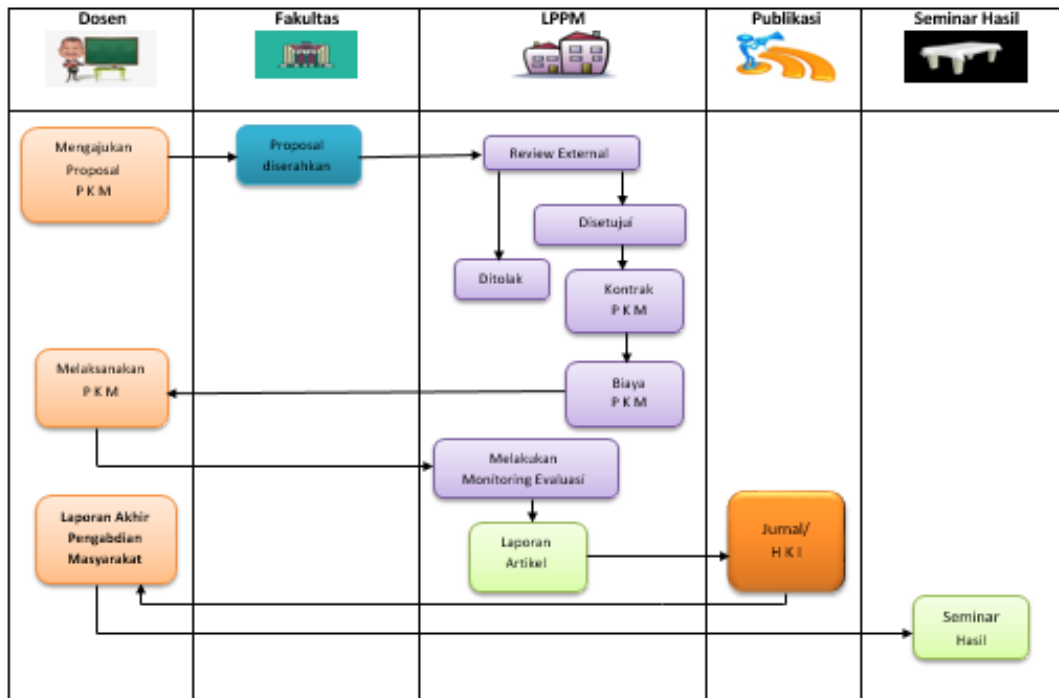 Dosen
Fakultas
LPPM
Publikasi
Seminar Hasil
Mengajukan
Proposal
P K M
Proposal
diserahkan
Review External
Disetujui
Ditolak
Kontrak
P K M
Biaya
P K M
Melaksanakan
P K M
Melakukan
Monitoring Evaluasi
Laporan
Artikel
Jurnal/
H K I
Laporan Akhir
Pengabdian
Masyarakat
Seminar
Hasil